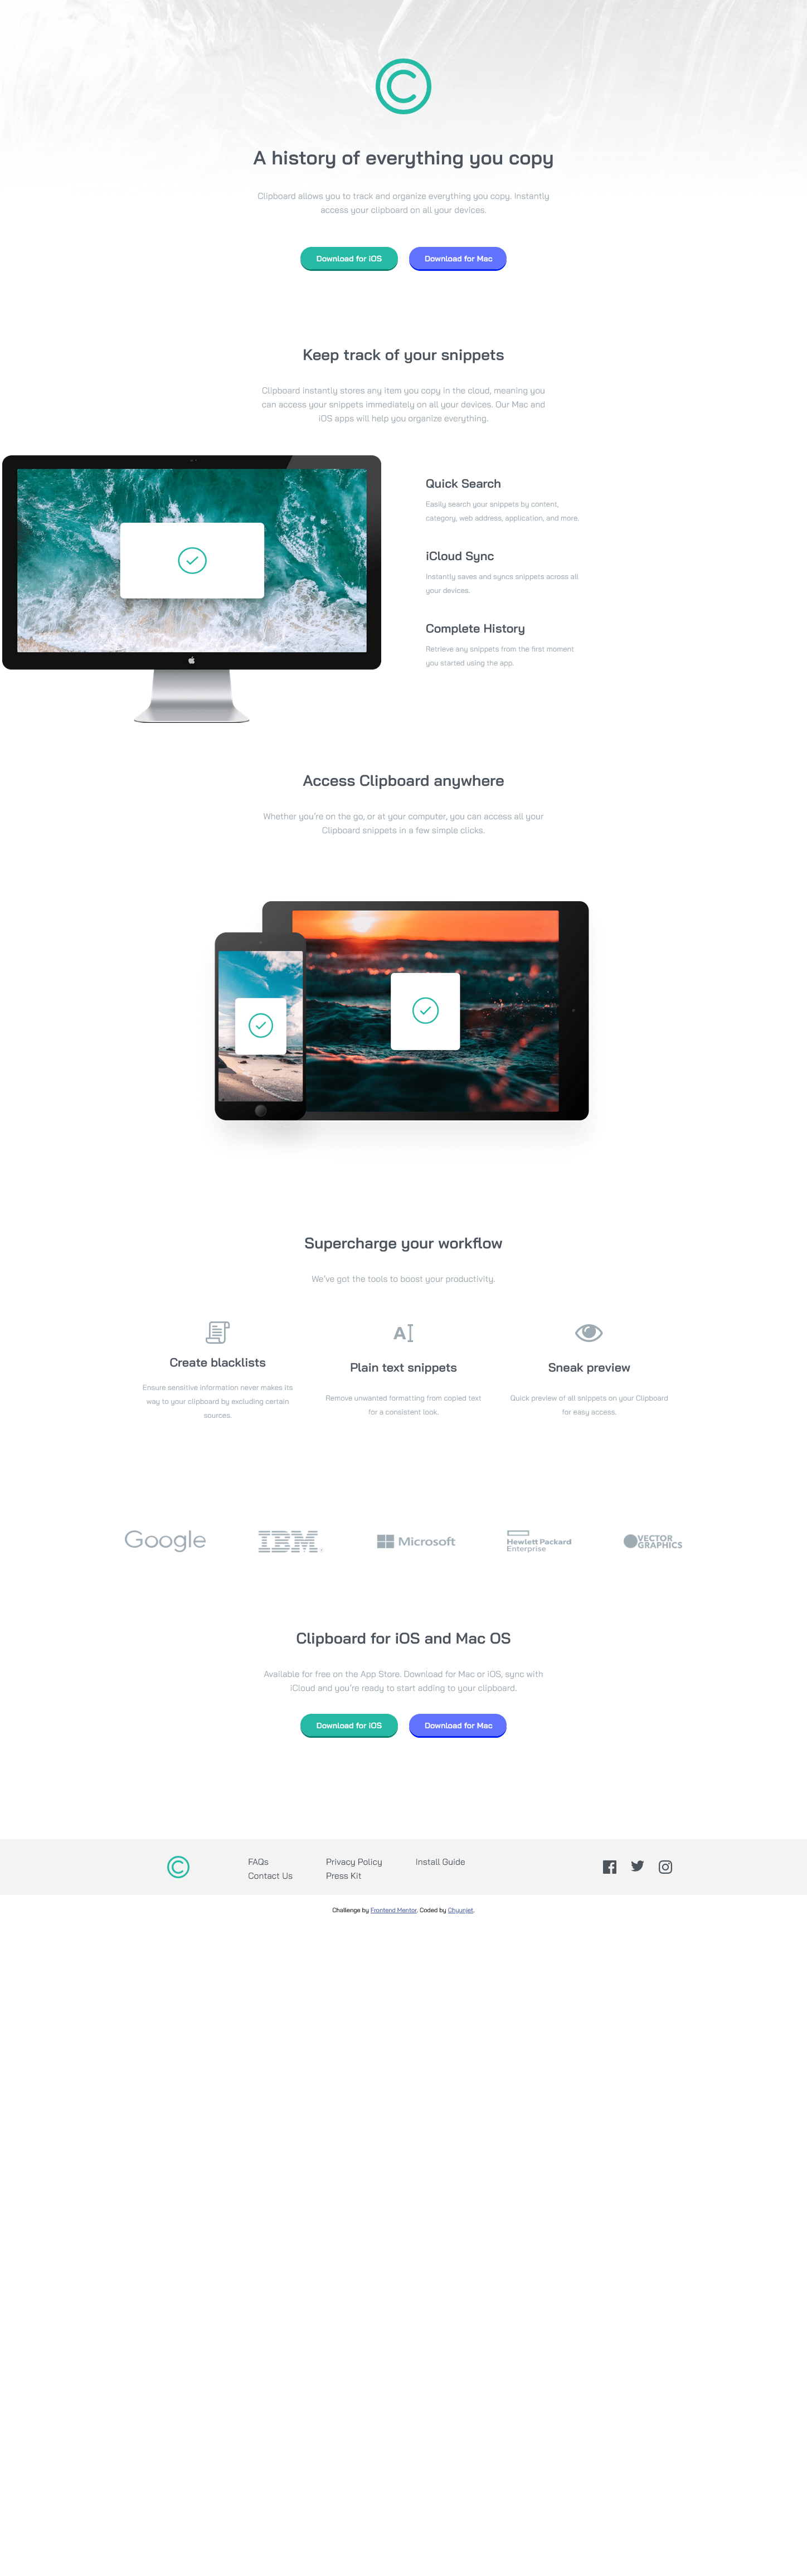 A history of everything you copy
Clipboard allows you to track and organize everything you copy. Instantly
access your clipboard on all your devices.
Download for iOS
Download for Mac
Keep track of your snippets
Clipboard instantly stores any item you copy in the cloud, meaning you
can access your snippets immediately on all your devices. Our Mac and
iOS apps will help you organize everything.
Quick Search
Easily search your snippets by content,
category, web address, application, and more.
iCloud Sync
Instantly saves and syncs snippets across all
your devices.
Complete History
Retrieve any snippets from the first moment
you started using the app.
Access Clipboard anywhere
Whether you’re on the go, or at your computer, you can access all your
Clipboard snippets in a few simple clicks.
Supercharge your workflow
We’ve got the tools to boost your productivity.
Create blacklists
Ensure sensitive information never makes its
way to your clipboard by excluding certain
sources.
Plain text snippets
Remove unwanted formatting from copied text
for a consistent look.
Sneak preview
Quick preview of all snippets on your Clipboard
for easy access.
Google
IBM
Microsoft
Hewlett Packard
Enterprise
VECTOR
GRAPHICS
Clipboard for iOS and Mac OS
Available for free on the App Store. Download for Mac or iOS, sync with
iCloud and you’re ready to start adding to your clipboard.
Download for iOS
Download for Mac
FAQs
Contact Us
Privacy Policy
Press Kit
Install Guide
Challenge by Frontend Mentor. Coded by Chyunjet.